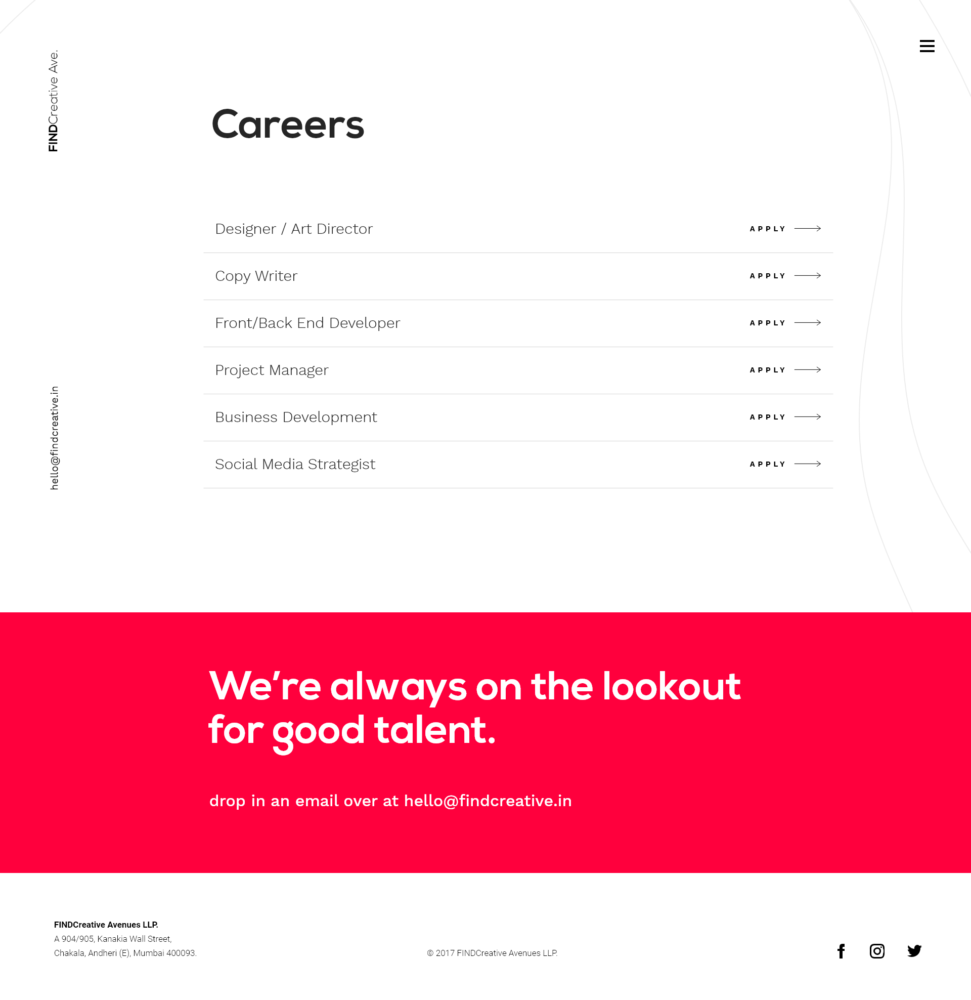 FINDCreative Ave.
Careers
Designer / Art Director APPLY
Copy Writer APPLY
Front/Back End Developer APPLY
Project Manager APPLY
Business Development APPLY
Social Media Strategist APPLY
hello@findcreative.in
We're always on the lookout
for good talent.
drop in an email over at hello@findcreative.in
FINDCreative Avenues LLP.
A 904/905, Kanakia Wall Street,
Chakala, Andheri (E), Mumbai 400093.
© 2017 FINDCreative Avenues LLP.